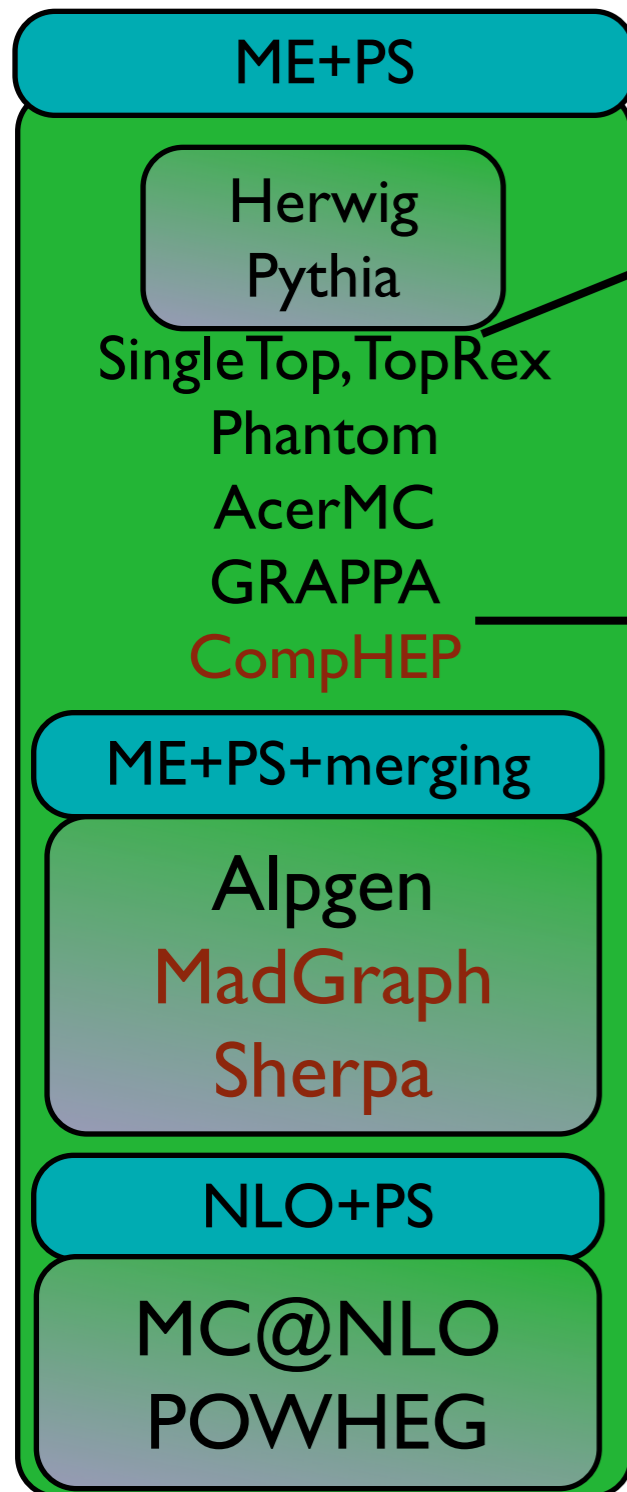 ME+PS
Herwig
Pythia
SingleTop,TopRex
Phantom
AcerMC
GRAPPA
CompHEP
ME+PS+merging
Alpgen
MadGraph
Sherpa
NLO+PS
MC@NLO
POWHEG